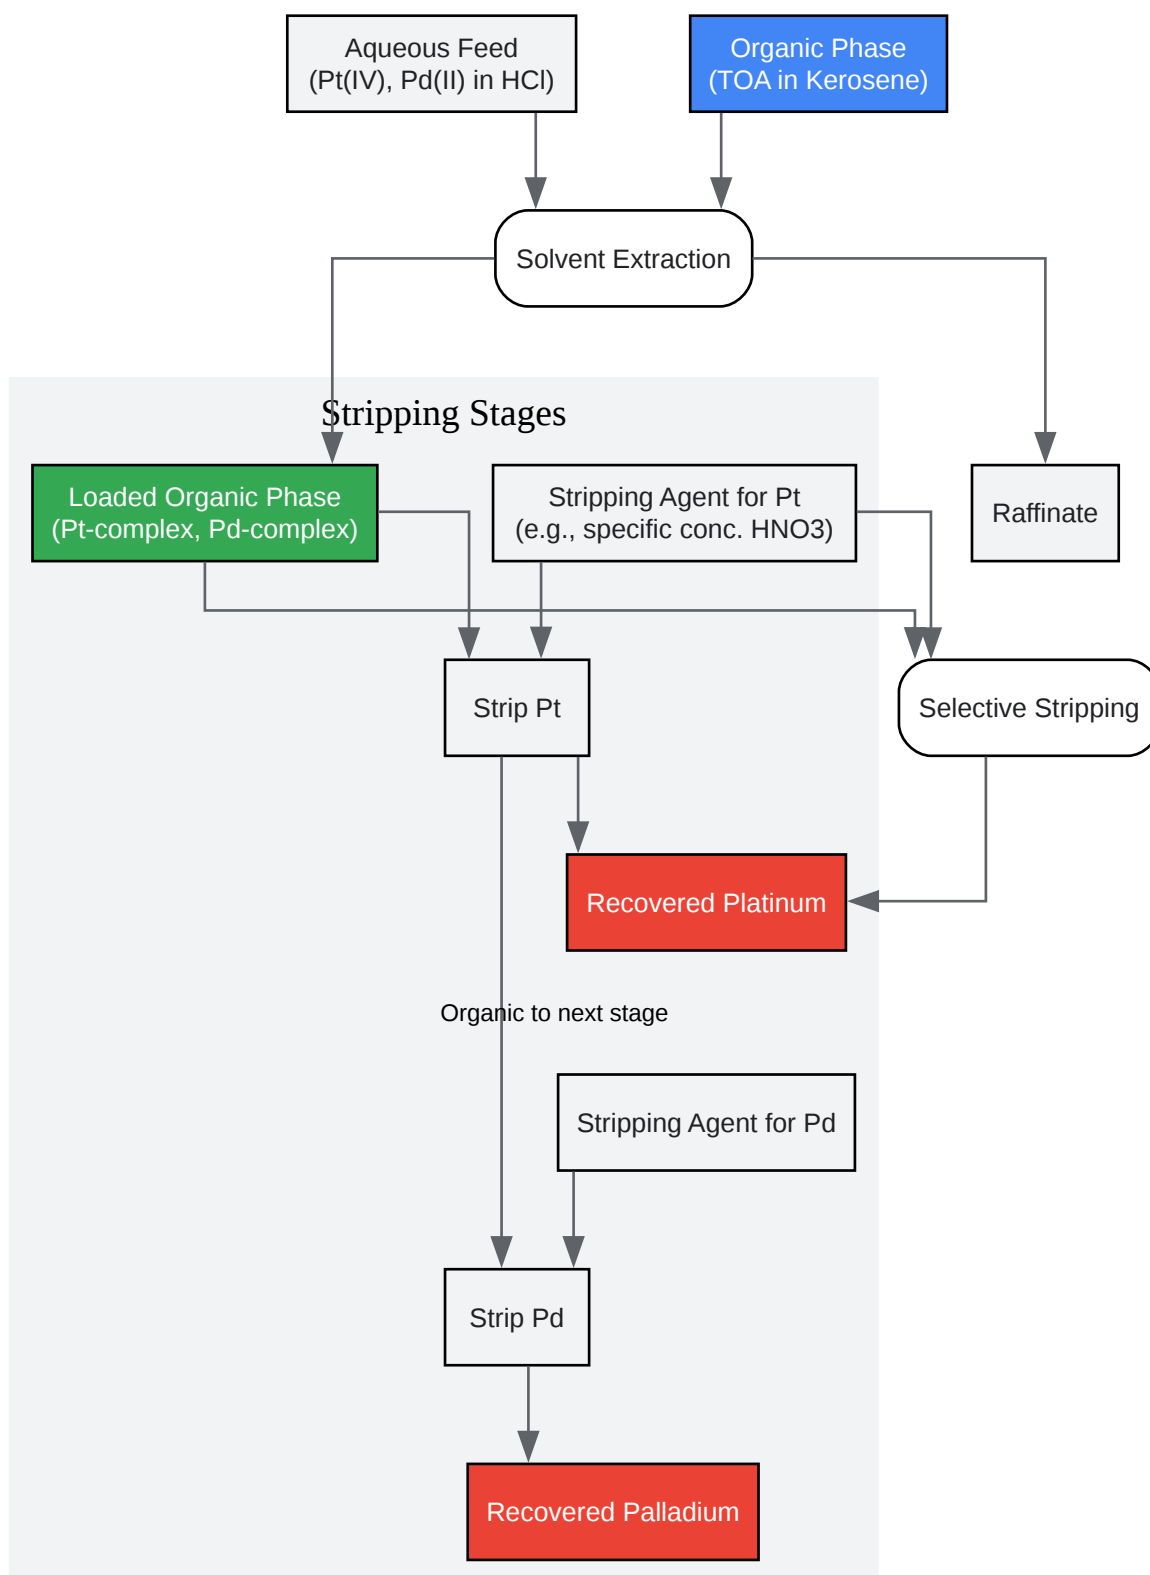 Aqueous Feed
(Pt(IV), Pd(II) in HCl)
Organic Phase
(TOA in Kerosene)
Solvent Extraction
Stripping Stages
Loaded Organic Phase
(Pt-complex, Pd-complex)
Stripping Agent for Pt
(e.g., specific conc. HNO3)
Raffinate
Strip Pt
Selective Stripping
Recovered Platinum
Organic to next stage
Stripping Agent for Pd
Strip Pd
Recovered Palladium